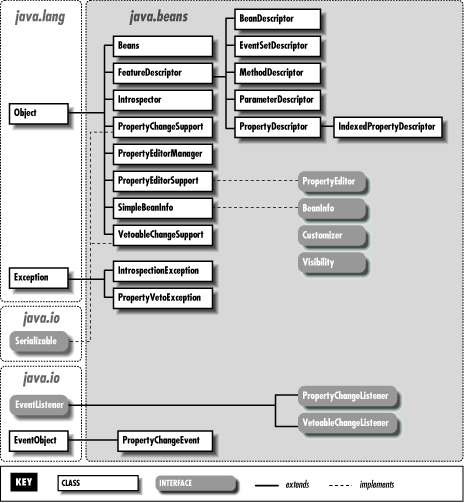 java.lang
java.beans
BeanDescriptor
Beans
EventSetDescriptor
FeatureDescriptor
MethodDescriptor
Introspector
ParameterDescriptor
Object
PropertyChangeSupport
PropertyDescriptor
IndexedPropertyDescriptor
PropertyEditorManager
PropertyEditorSupport
PropertyEditor
SimpleBeanInfo
BeanInfo
VetoableChangeSupport
Customizer
Exception
IntrospectionException
Visibility
PropertyVetoException
java.io
Serializable
java.io
EventListener
PropertyChangeListener
VetoableChangeListener
EventObject
PropertyChangeEvent
KEY
CLASS
INTERFACE
extends
implements